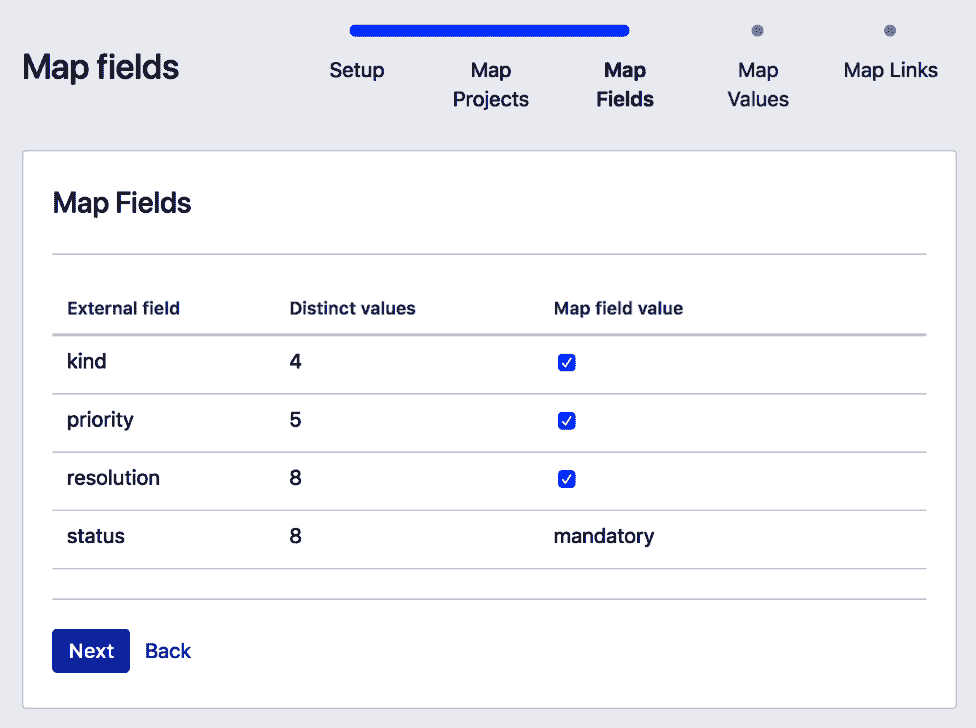 Map fields
Setup
Map
Projects
Map
Fields
Map
Values
Map Links
Map Fields
External field Distinct values Map field value
kind 4
priority 5
resolution 8
status 8 mandatory
Next Back